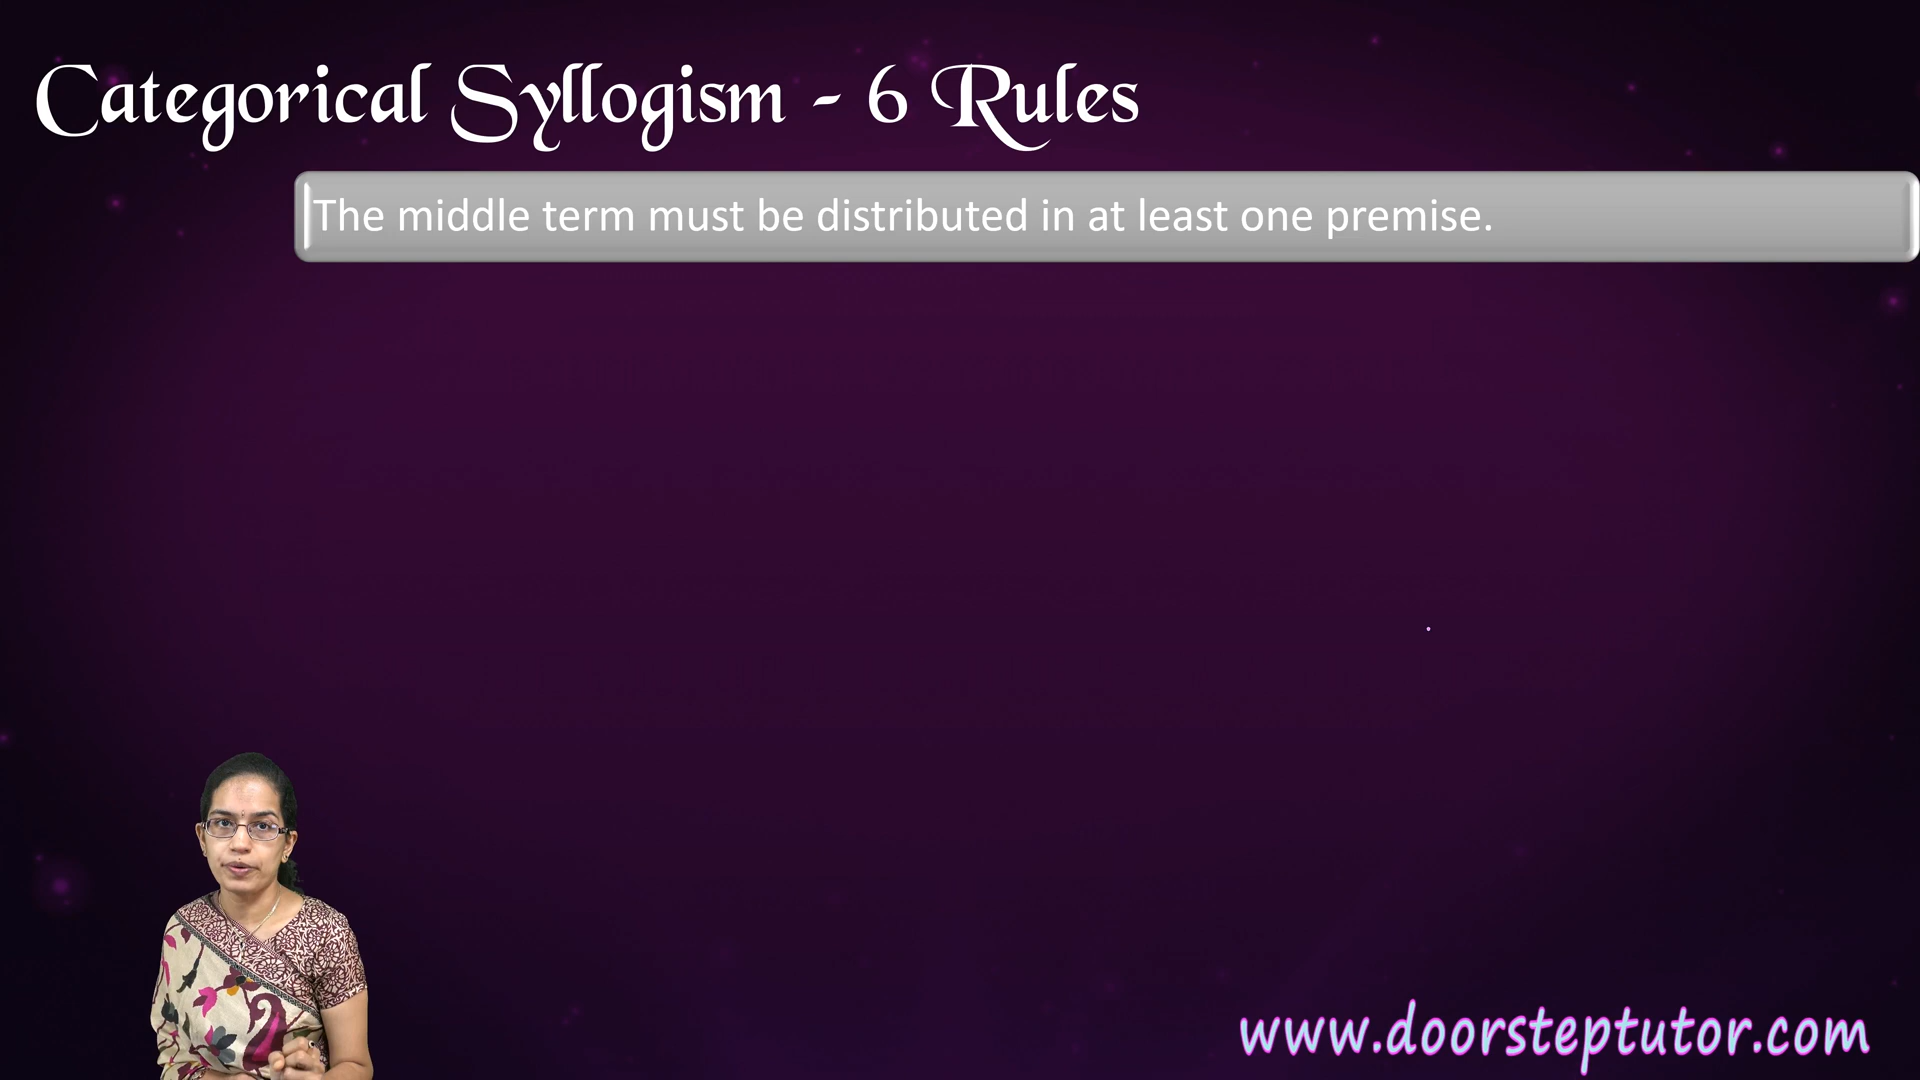 Categorical Syllogism - 6 Rules
The middle term must be distributed in at least one premise.
www.doorsteptutor.com